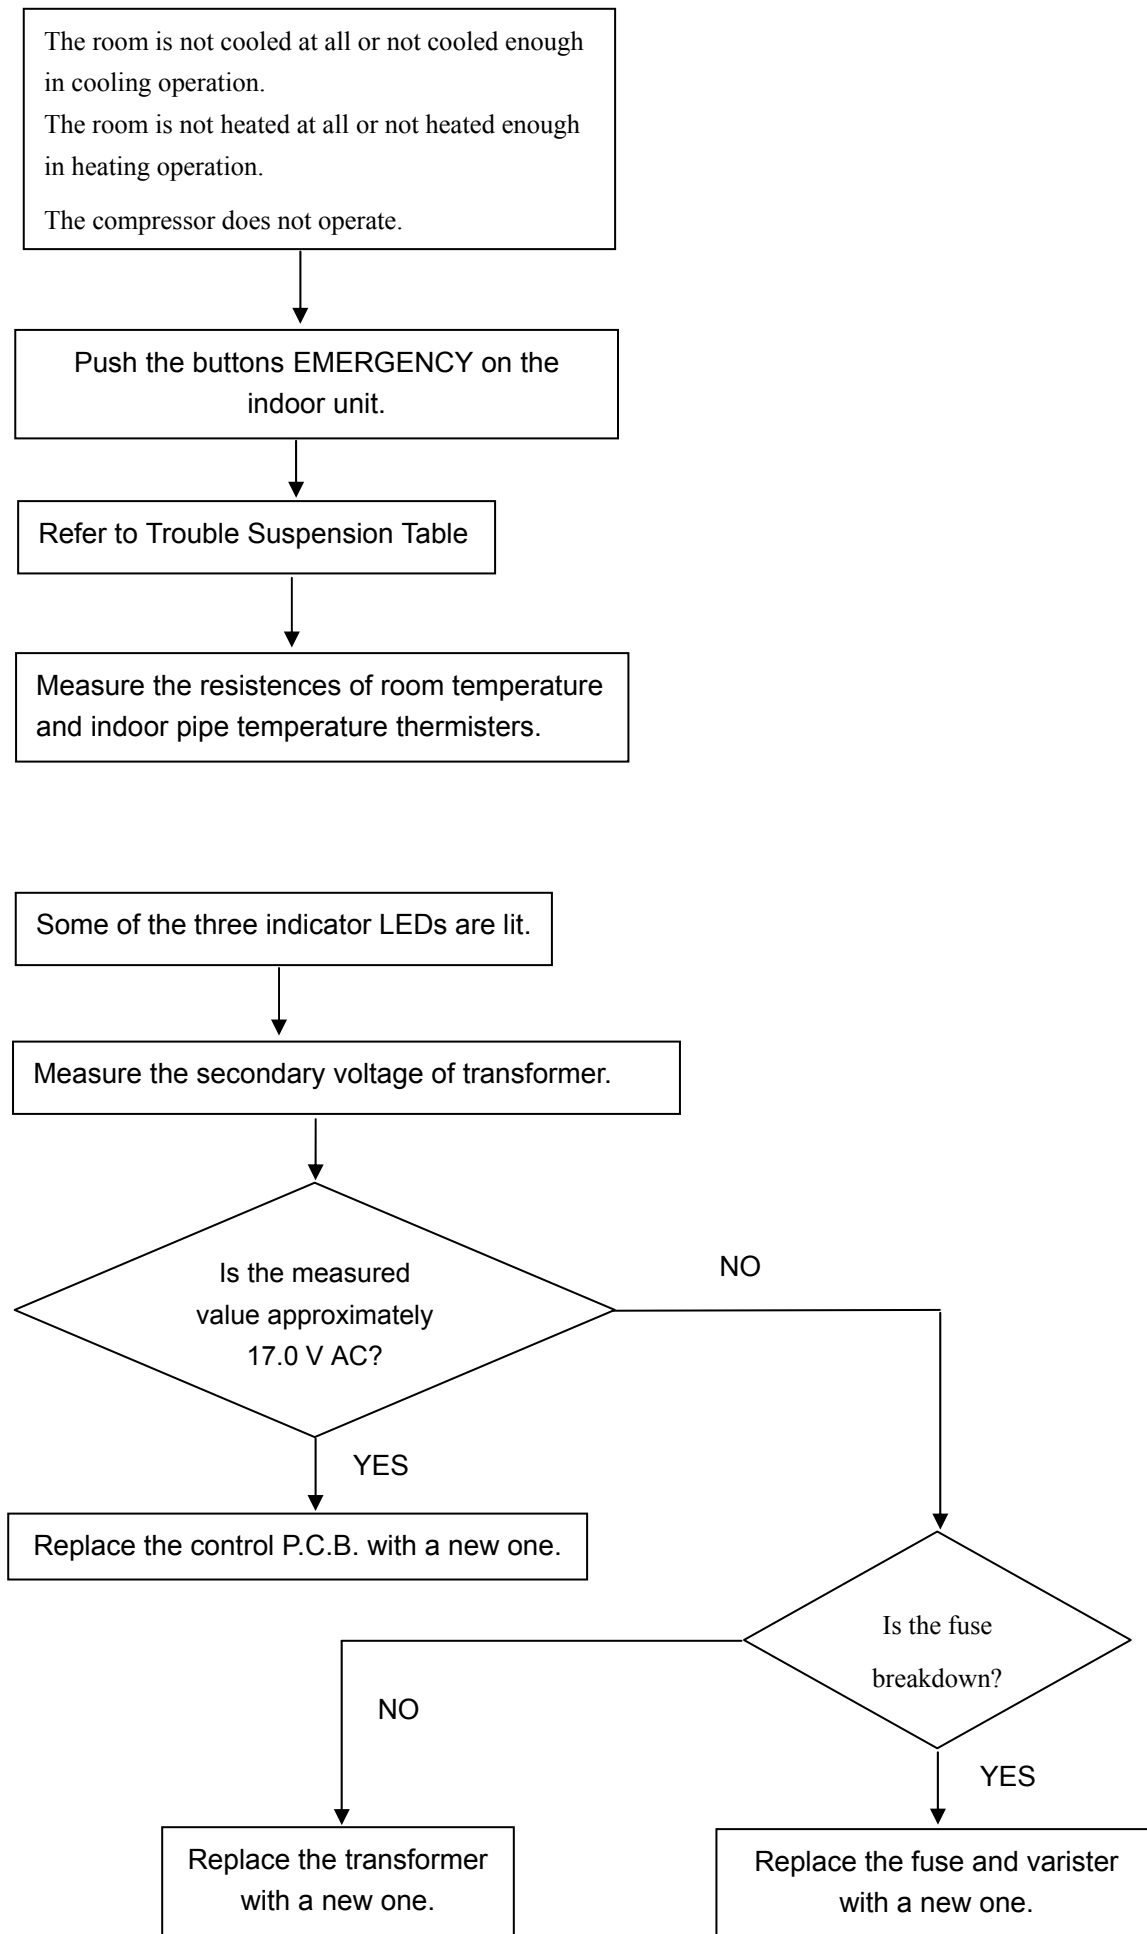 The room is not cooled at all or not cooled enough
in cooling operation.
The room is not heated at all or not heated enough
in heating operation.
The compressor does not operate.
Push the buttons EMERGENCY on the
indoor unit.
Refer to Trouble Suspension Table
Measure the resistences of room temperature
and indoor pipe temperature thermisters.
Some of the three indicator LEDs are lit.
Measure the secondary voltage of transformer.
Is the measured
value approximately
17.0 V AC?
NO
YES
Replace the control P.C.B. with a new one.
Is the fuse
breakdown?
NO
YES
Replace the transformer
with a new one.
Replace the fuse and varister
with a new one.